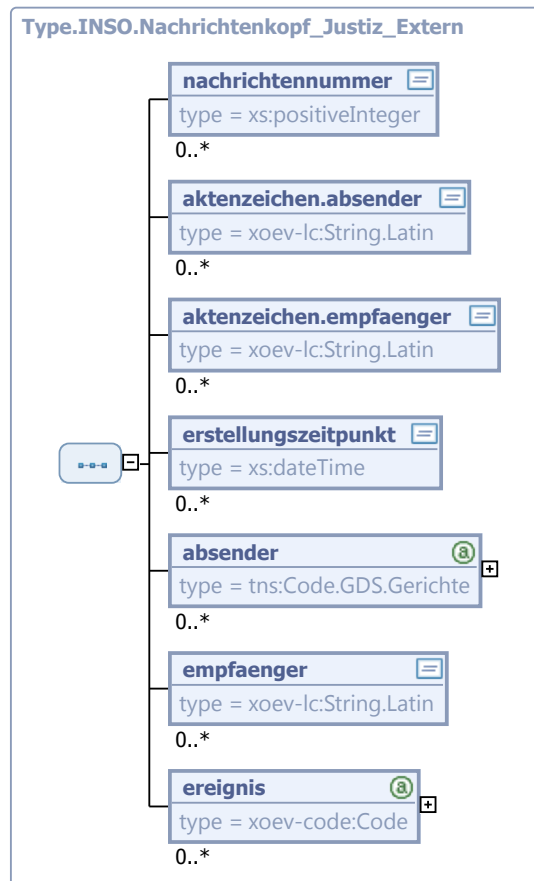 Type.INSO.Nachrichtenkopf_Justiz_Extern
nachrichtennummer
type = xs:positiveInteger
0..*
aktenzeichen.absender
type = xoev-lc:String.Latin
0..*
aktenzeichen.empfaenger
type = xoev-lc:String.Latin
0..*
erstellungszeitpunkt
type = xs:dateTime
0..*
absender
type = tns:Code.GDS.Gerichte
0..*
empfaenger
type = xoev-lc:String.Latin
0..*
ereignis
type = xoev-code:Code
0..*